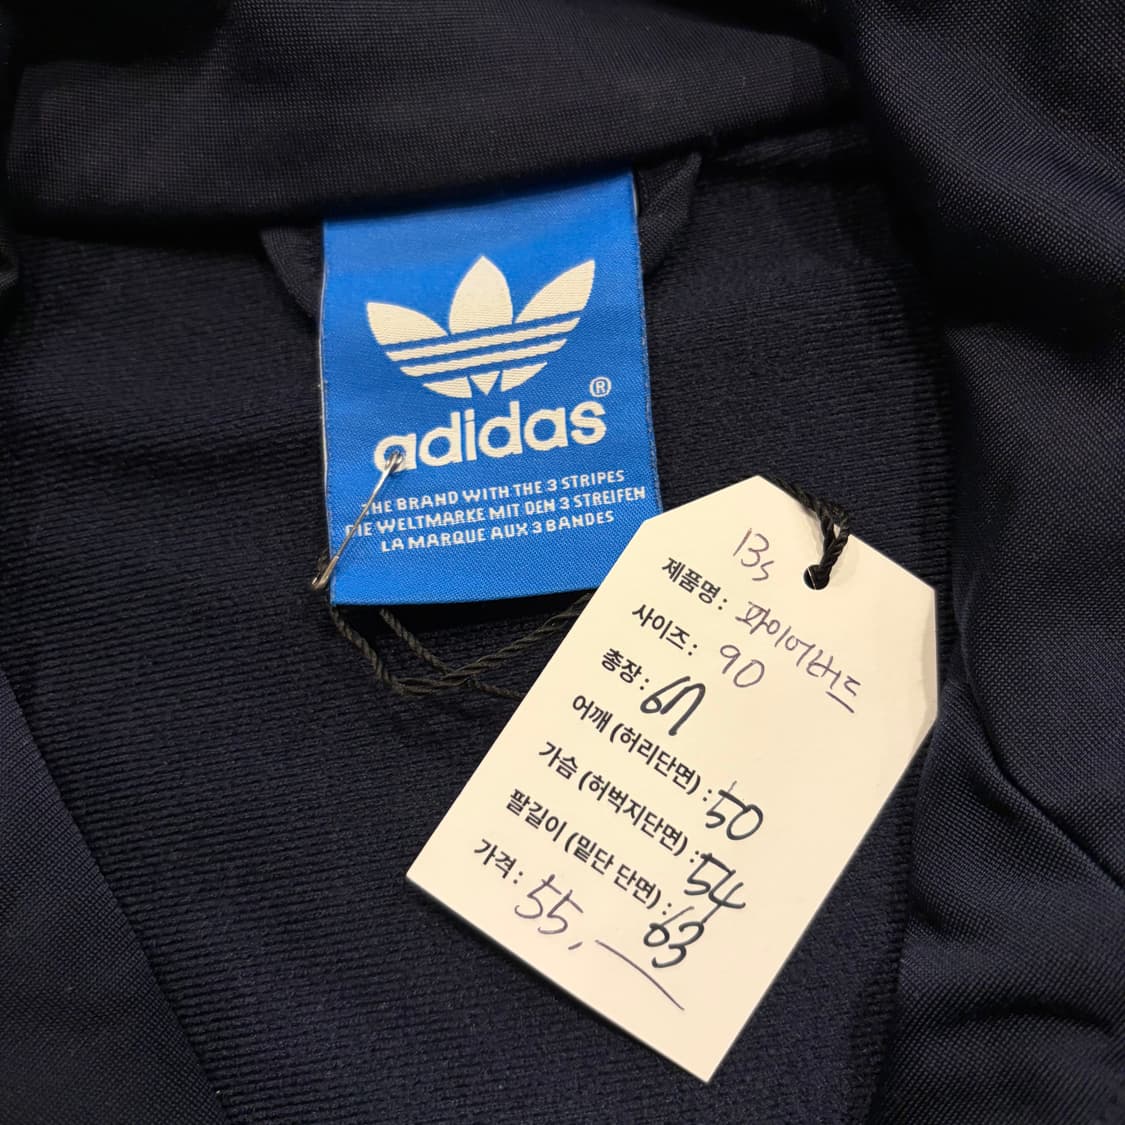 adidas®
THE BRAND WITH THE 3 STRIPES
DIE WELTMARKE MIT DEN 3 STREIFEN
LA MARQUE AUX 3 BANDES
13s
제품명: 파이어버드
사이즈: 90
총장: 67
어깨 (허리단면) : 50
가슴 (허벅지단면) : 54
팔길이 (밑단 단면) : 63
가격: 55,—